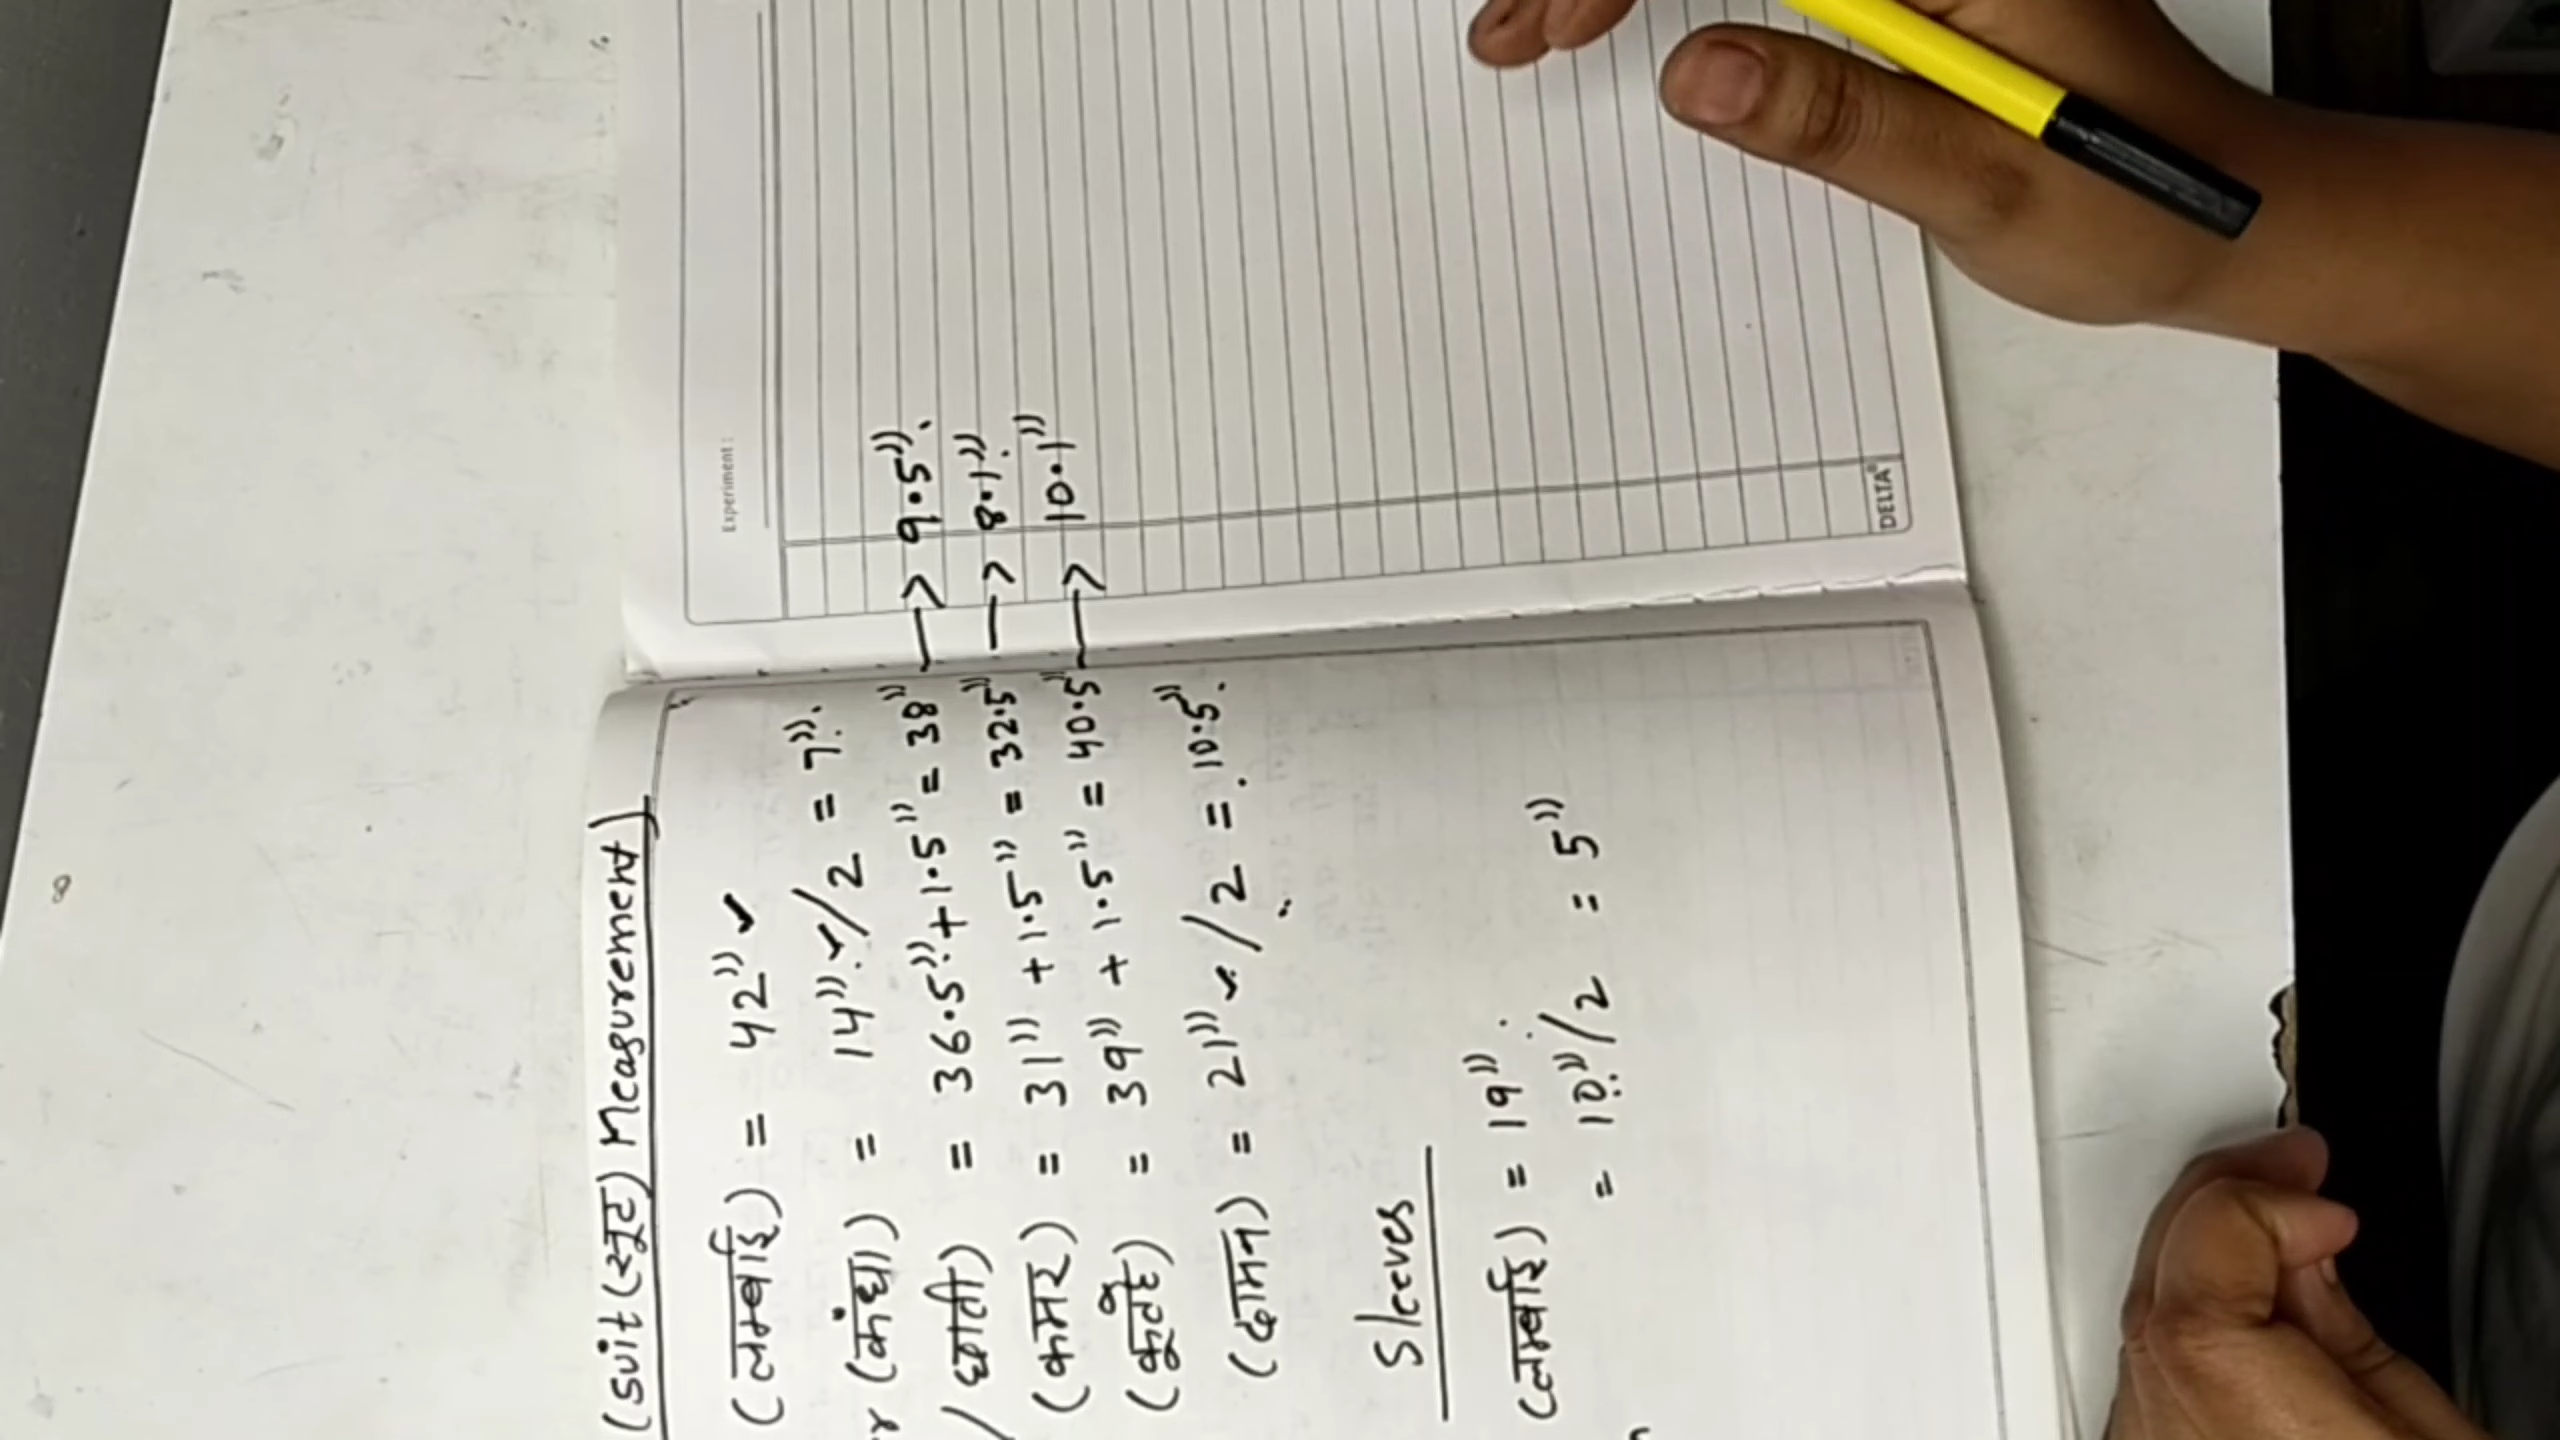 (Suit (सूट) Measurement)
(लम्बाई) = 42" ✓
r (कंधा) = 14" ✓/2 = 7".
/ छाती) = 36.5" + 1.5" = 38" → 9.5".
(कमर) = 31" + 1.5" = 32.5" → 8.1"
(कूल्हे) = 39" + 1.5" = 40.5" → 10.1"
(दामन) = 21" ✓/2 = 10.5".
Sleeves
(लम्बाई) = 19".
= 10"/2 = 5"
Experiment :
DELTA®